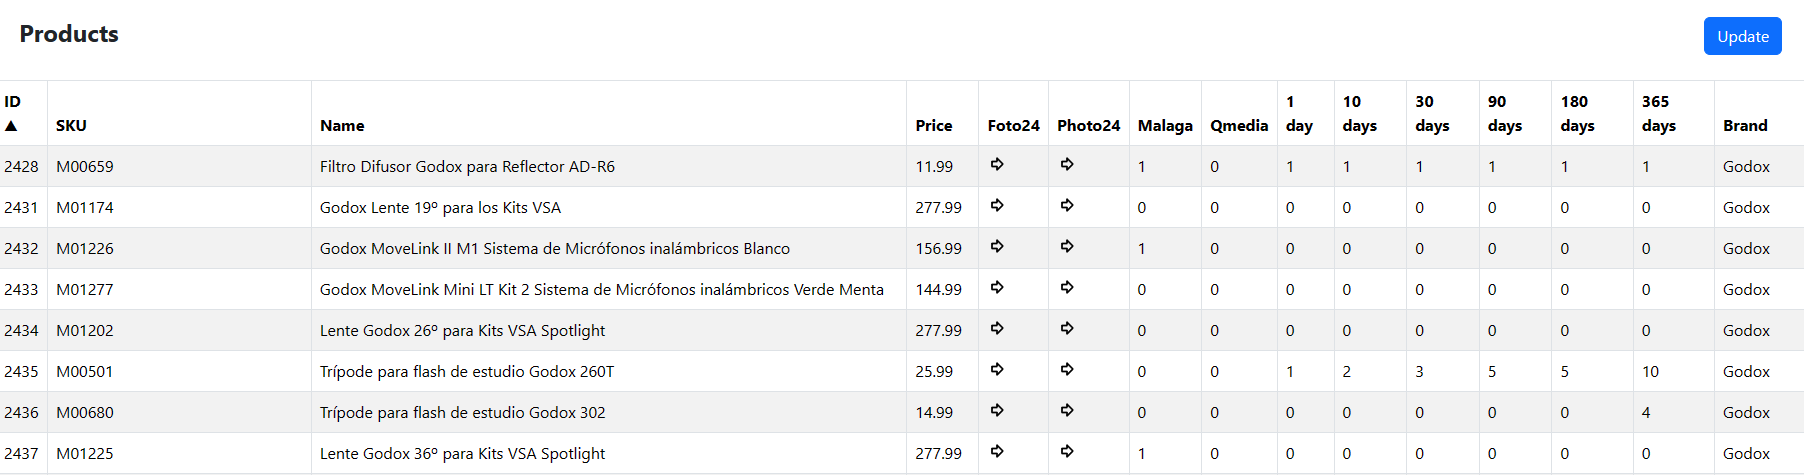 Products
Update
ID ▲ SKU Name Price Foto24 Photo24 Malaga Qmedia 1 day 10 days 30 days 90 days 180 days 365 days Brand
2428 M00659 Filtro Difusor Godox para Reflector AD-R6 11.99 1 0 1 1 1 1 1 1 Godox
2431 M01174 Godox Lente 19º para los Kits VSA 277.99 0 0 0 0 0 0 0 0 Godox
2432 M01226 Godox MoveLink II M1 Sistema de Micrófonos inalámbricos Blanco 156.99 1 0 0 0 0 0 0 0 Godox
2433 M01277 Godox MoveLink Mini LT Kit 2 Sistema de Micrófonos inalámbricos Verde Menta 144.99 0 0 0 0 0 0 0 0 Godox
2434 M01202 Lente Godox 26º para Kits VSA Spotlight 277.99 0 0 0 0 0 0 0 0 Godox
2435 M00501 Trípode para flash de estudio Godox 260T 25.99 0 0 1 2 3 5 5 10 Godox
2436 M00680 Trípode para flash de estudio Godox 302 14.99 0 0 0 0 0 0 0 4 Godox
2437 M01225 Lente Godox 36º para Kits VSA Spotlight 277.99 1 0 0 0 0 0 0 0 Godox